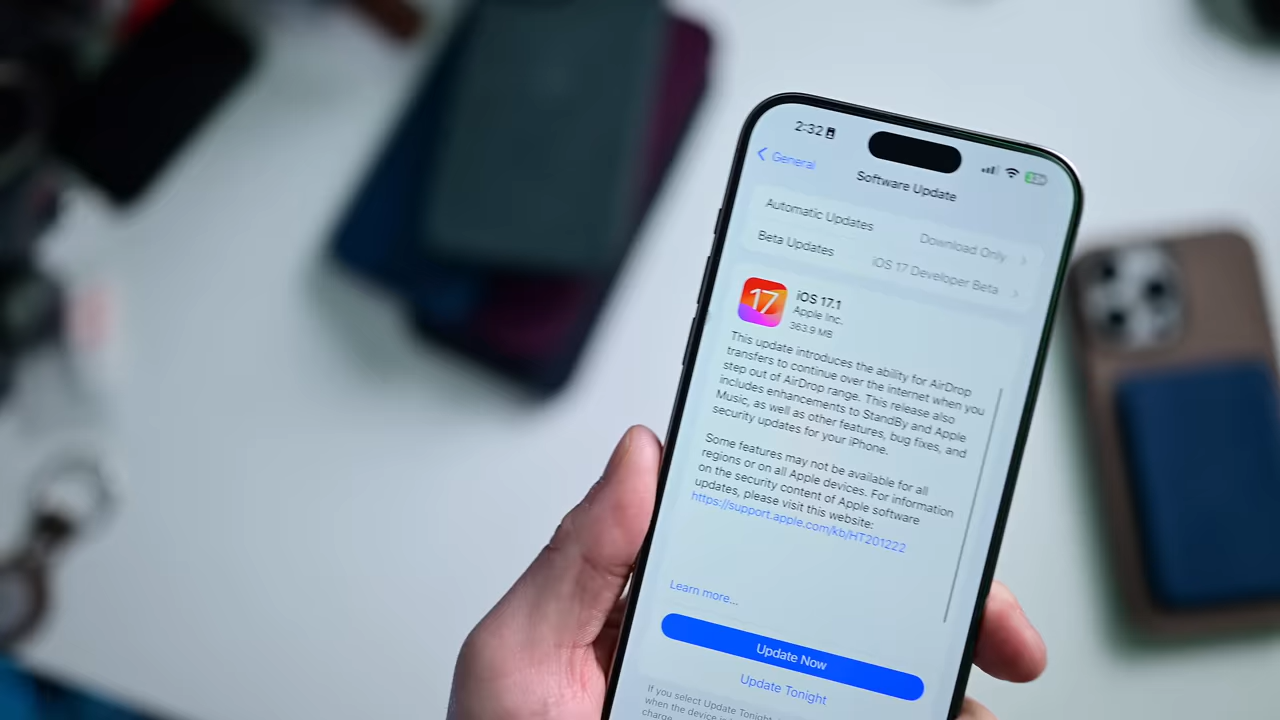 2:32
General
Software Update
Automatic Updates
Download Only
Beta Updates
iOS 17 Developer Beta
17
iOS 17.1
Apple Inc.
363.9 MB
This update introduces the ability for AirDrop
transfers to continue over the internet when you
step out of AirDrop range. This release also
includes enhancements to StandBy and Apple
Music, as well as other features, bug fixes, and
security updates for your iPhone.
Some features may not be available for all
regions or on all Apple devices. For information
on the security content of Apple software
updates, please visit this website:
https://support.apple.com/kb/HT201222
Learn more...
Update Now
Update Tonight
If you select Update Tonight
when the device is
charge